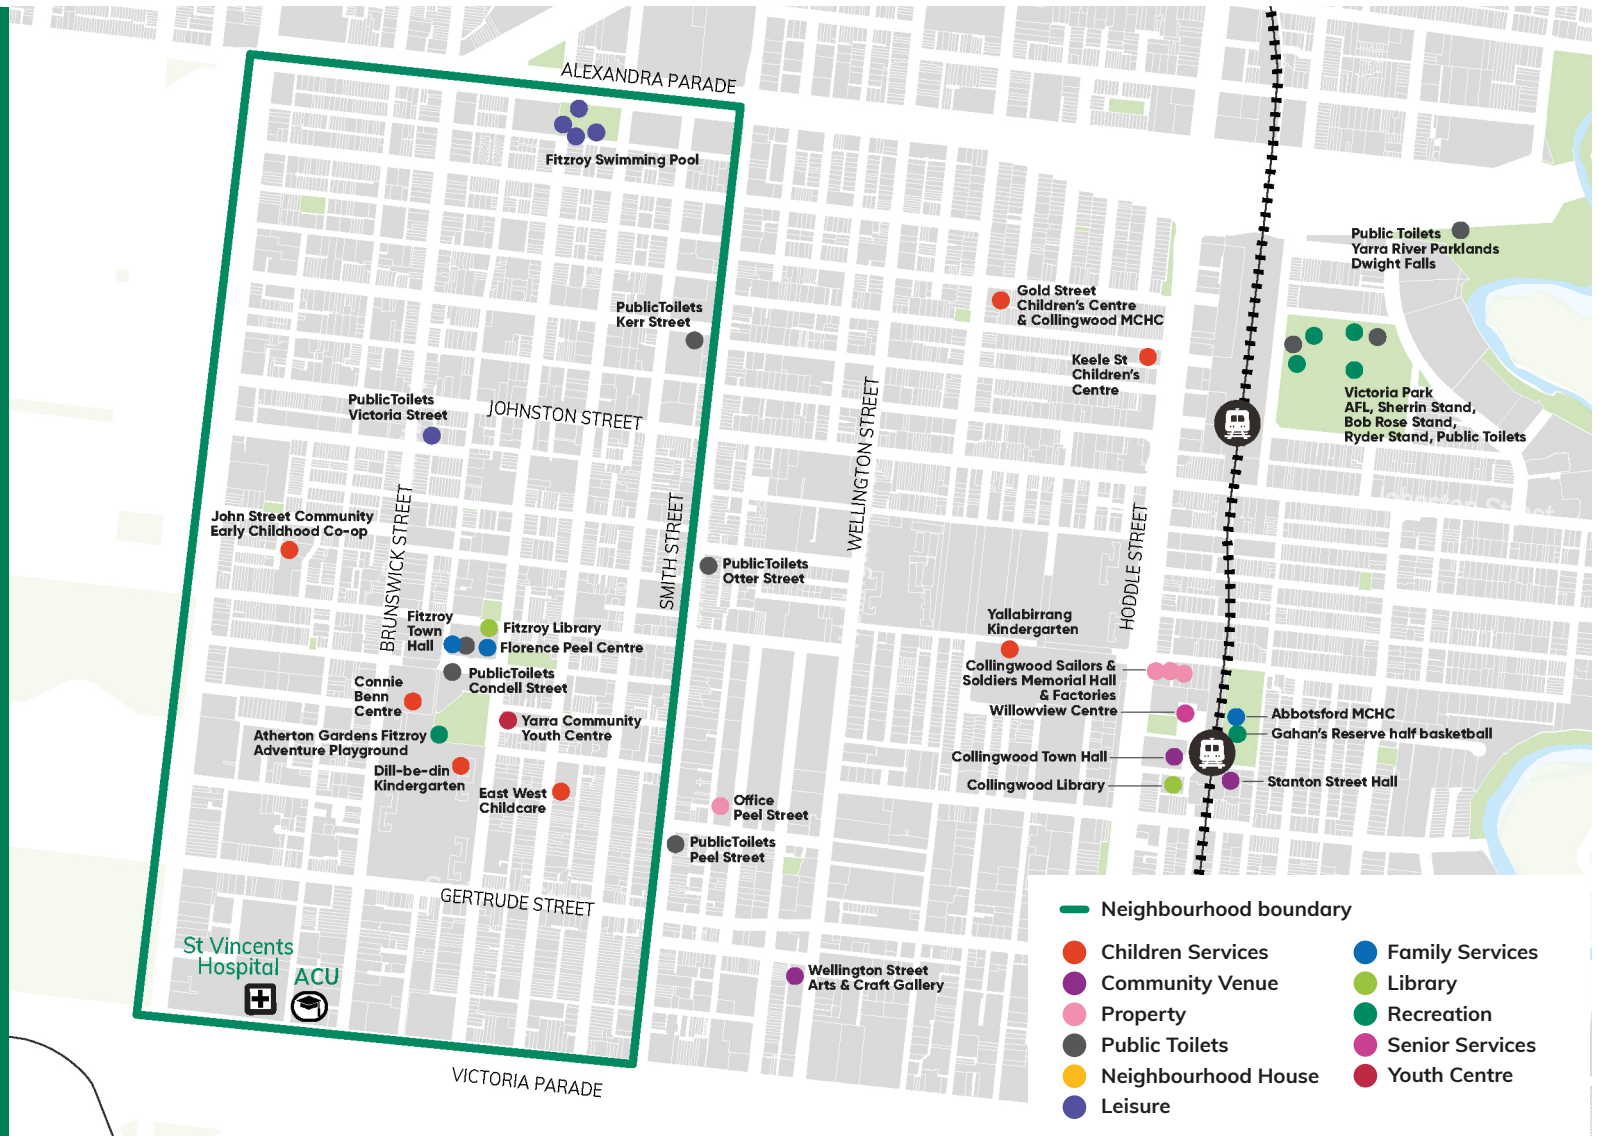 ALEXANDRA PARADE
Fitzroy Swimming Pool
Public Toilets
Yarra River Parklands
Dwight Falls
Gold Street
Children's Centre
& Collingwood MCHC
PublicToilets
Kerr Street
Keele St
Children's
Centre
PublicToilets
Victoria Street
JOHNSTON STREET
WELLINGTON STREET
Victoria Park
AFL, Sherrin Stand,
Bob Rose Stand,
Ryder Stand, Public Toilets
Johnston Street
John Street Community
Early Childhood Co-op
BRUNSWICK STREET
SMITH STREET
HODDLE STREET
PublicToilets
Otter Street
Fitzroy
Town
Hall
Fitzroy Library
Florence Peel Centre
Yallabirrang
Kindergarten
PublicToilets
Condell Street
Collingwood Sailors &
Soldiers Memorial Hall
& Factories
Connie
Benn
Centre
Willowview Centre
Abbotsford MCHC
Yarra Community
Youth Centre
Gahan's Reserve half basketball
Atherton Gardens Fitzroy
Adventure Playground
Collingwood Town Hall
Dill-be-din
Kindergarten
Collingwood Library
Stanton Street Hall
East West
Childcare
Office
Peel Street
PublicToilets
Peel Street
GERTRUDE STREET
St Vincents
Hospital
ACU
Wellington Street
Arts & Craft Gallery
VICTORIA PARADE
Neighbourhood boundary
Children Services
Community Venue
Property
Public Toilets
Neighbourhood House
Leisure
Family Services
Library
Recreation
Senior Services
Youth Centre